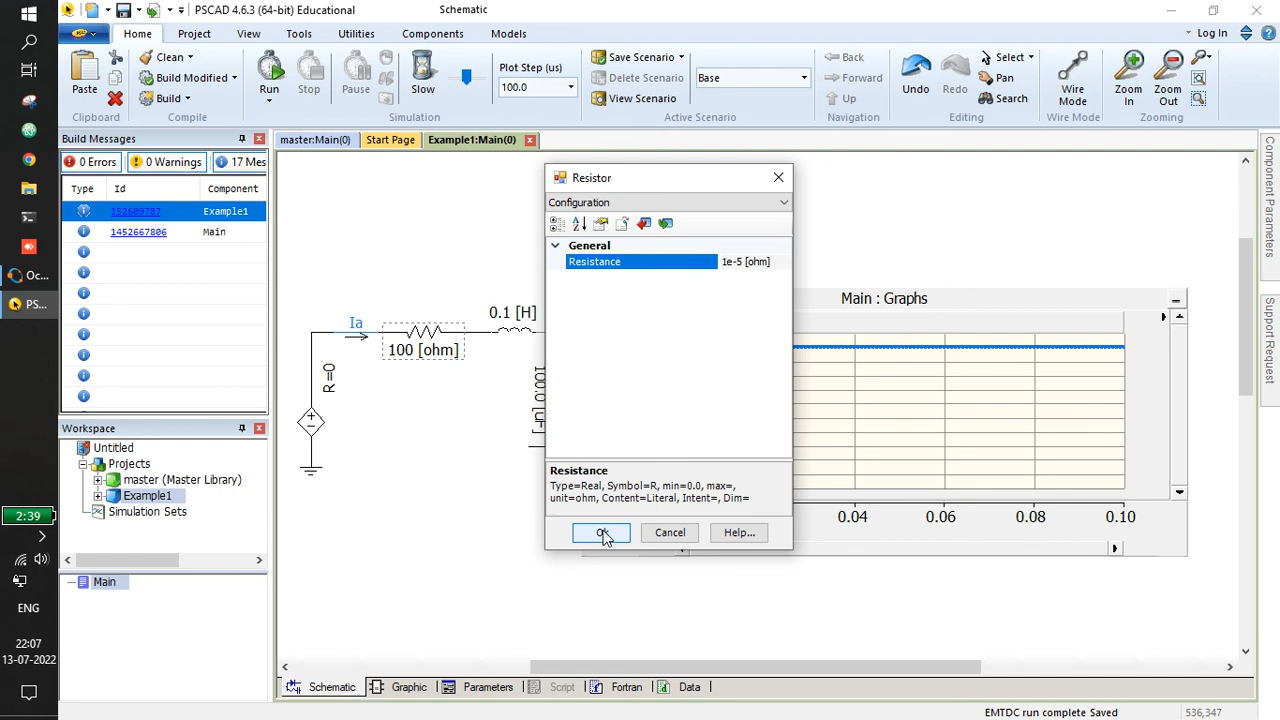 PSCAD 4.6.3 (64-bit) Educational
Schematic
Home
Project
View
Tools
Utilities
Components
Models
Log In
Paste
Clean
Build Modified
Build
Clipboard
Compile
Run
Stop
Pause
Slow
Plot Step (us)
100.0
Simulation
Save Scenario
Delete Scenario
View Scenario
Base
Active Scenario
Back
Forward
Up
Navigation
Undo
Redo
Select
Pan
Search
Editing
Wire
Mode
Wire Mode
Zoom
In
Zoom
Out
Zooming
Build Messages
0 Errors
0 Warnings
17 Mes
Type
Id
Component
152609787
Example1
1452667806
Main
Workspace
Untitled
Projects
master (Master Library)
Example1
Simulation Sets
Main
master:Main(0)
Start Page
Example1:Main(0)
Ia
100 [ohm]
0.1 [H]
R =0
100.0 [uF]
Resistor
Configuration
General
Resistance
1e-5 [ohm]
Resistance
Type=Real, Symbol=R, min=0.0, max=,
unit=ohm, Content=Literal, Intent=, Dim=
Ok
Cancel
Help...
Main : Graphs
0.04
0.06
0.08
0.10
Component Parameters
Support Request
Schematic
Graphic
Parameters
Script
Fortran
Data
EMTDC run complete Saved
536,347
Oc...
PS...
2:39
ENG
22:07
13-07-2022